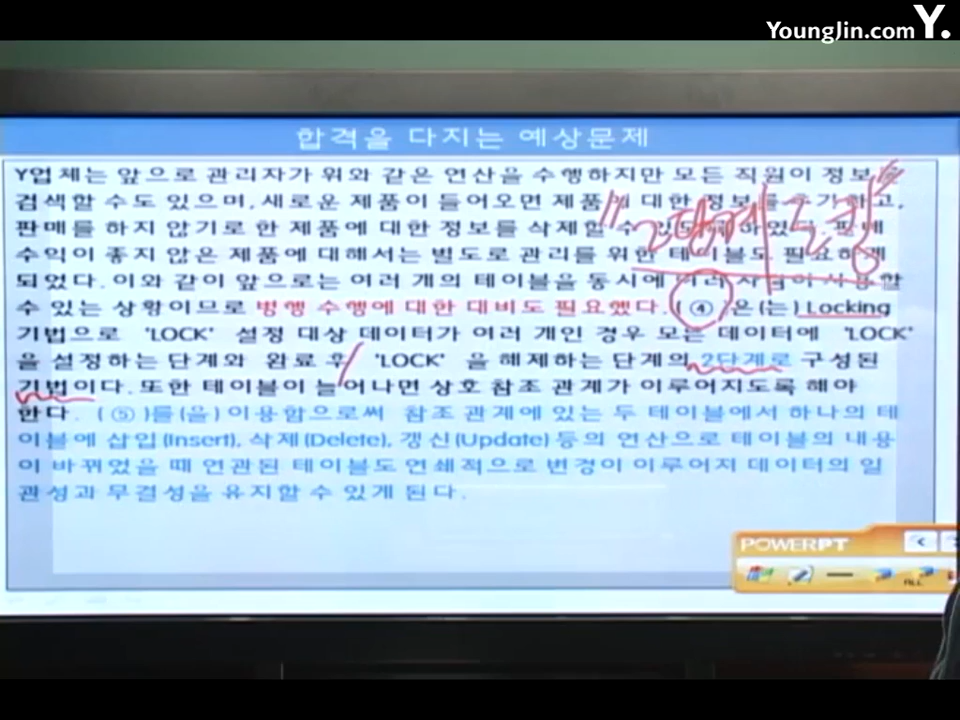 YoungJin.com Y.
합격을 다지는 예상문제
Y업체는 앞으로 관리자가 위와 같은 연산을 수행하지만 모든 직원이 정보
검색할 수도 있으며, 새로운 제품이 들어오면 제품에 대한 정보를 추가하고,
판매를 하지 않기로 한 제품에 대한 정보를 삭제할 수 있도록 하였다. 판매
수익이 좋지 않은 제품에 대해서는 별도로 관리를 위한 테이블도 필요하게
되었다. 이와 같이 앞으로는 여러 개의 테이블을 동시에 여러 사람이 사용할
수 있는 상황이므로 병행 수행에 대한 대비도 필요했다. ( ④ )은(는) Locking
기법으로 'LOCK' 설정 대상 데이터가 여러 개인 경우 모든 데이터에 'LOCK'
을 설정하는 단계와 완료 후 'LOCK' 을 해제하는 단계의 2단계로 구성된
기법이다. 또한 테이블이 늘어나면 상호 참조 관계가 이루어지도록 해야
한다. ( ⑤ )를(을) 이용함으로써 참조 관계에 있는 두 테이블에서 하나의 테
이블에 삽입(Insert), 삭제(Delete), 갱신(Update) 등의 연산으로 테이블의 내용
이 바뀌었을 때 연관된 테이블도 연쇄적으로 변경이 이루어지 데이터의 일
관성과 무결성을 유지할 수 있게 된다.
POWERPT
ALL